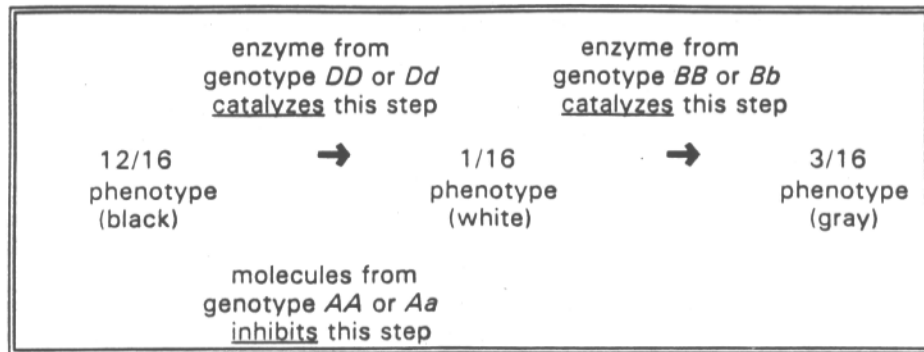 enzyme from
genotype DD or Dd
catalyzes this step
enzyme from
genotype BB or Bb
catalyzes this step
12/16
phenotype
(black)
→
1/16
phenotype
(white)
→
3/16
phenotype
(gray)
molecules from
genotype AA or Aa
inhibits this step